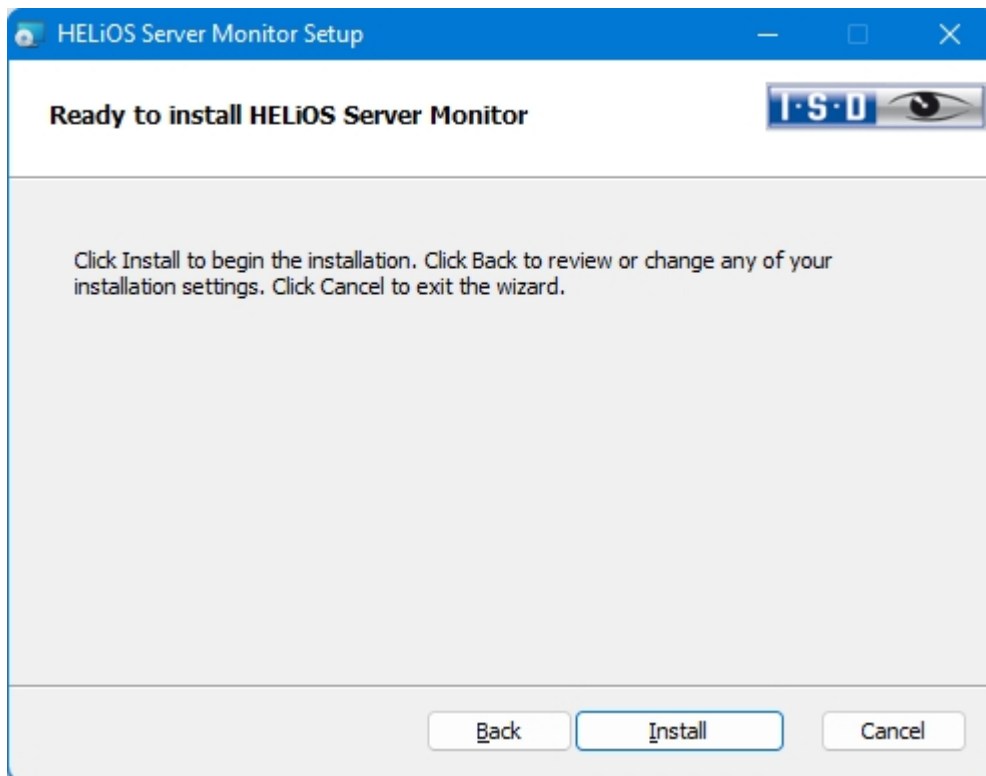 HELiOS Server Monitor Setup
Ready to install HELiOS Server Monitor
I·S·D
Click Install to begin the installation. Click Back to review or change any of your
installation settings. Click Cancel to exit the wizard.
Back
Install
Cancel